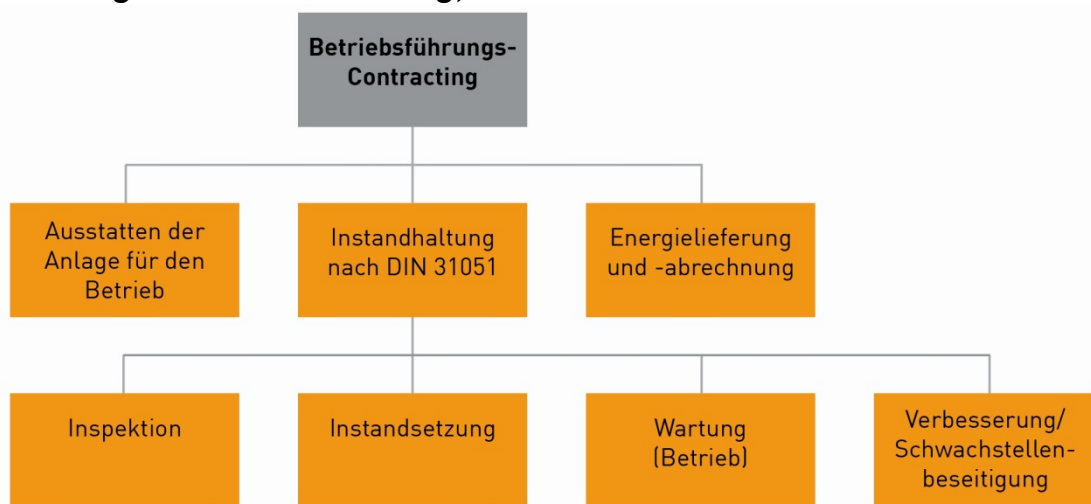 Betriebsführungs-
Contracting
Ausstatten der
Anlage für den
Betrieb
Instandhaltung
nach DIN 31051
Energielieferung
und -abrechnung
Inspektion
Instandsetzung
Wartung
(Betrieb)
Verbesserung/
Schwachstellen-
beseitigung